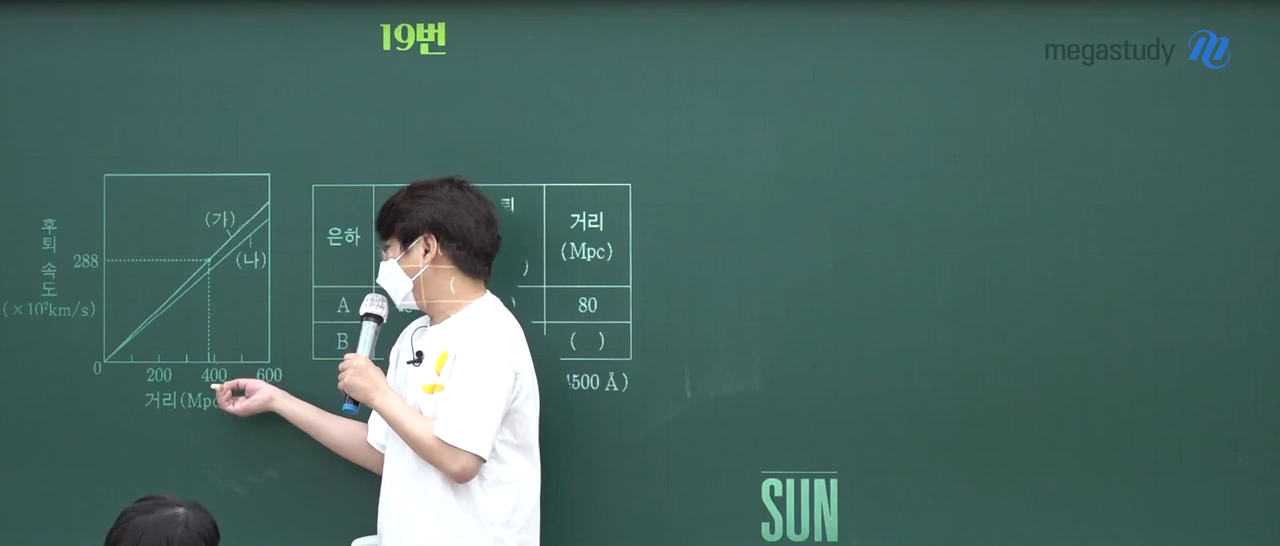 19번
megastudy
후퇴 속도
(×10²km/s)
288
(가)
(나)
0
200
400
600
거리(Mpc
은하
거리
(Mpc)
A
80
B
( )
500 Å)
SUN